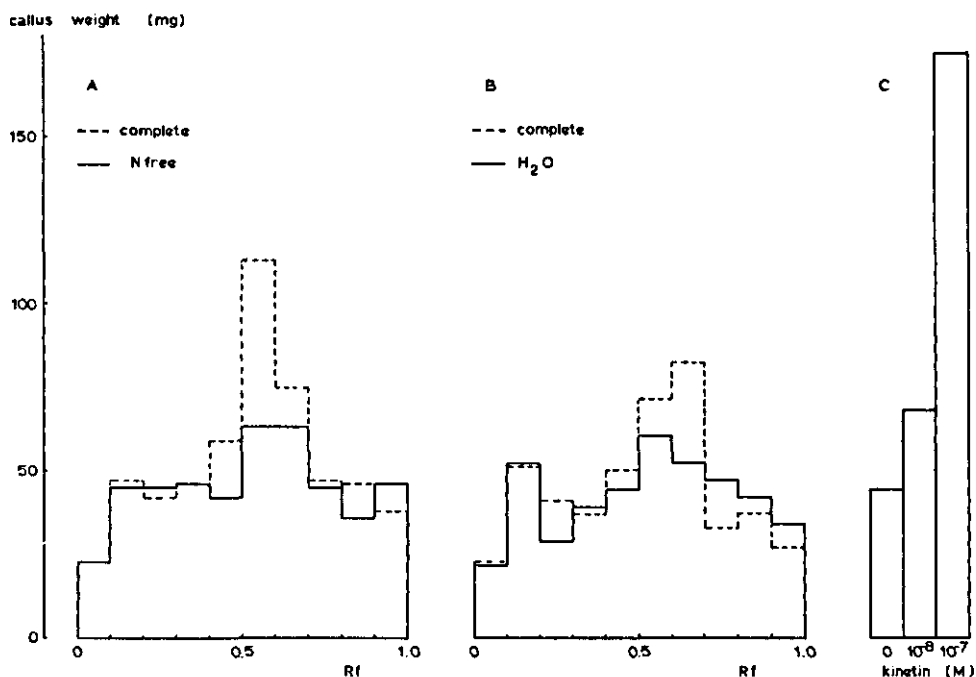 callus weight (mg)
A
B
C
complete
N free
complete
H₂O
150
100
50
0
0
0.5
1.0
Rf
0
0.5
1.0
Rf
0 10⁻⁸ 10⁻⁷
kinetin (M)